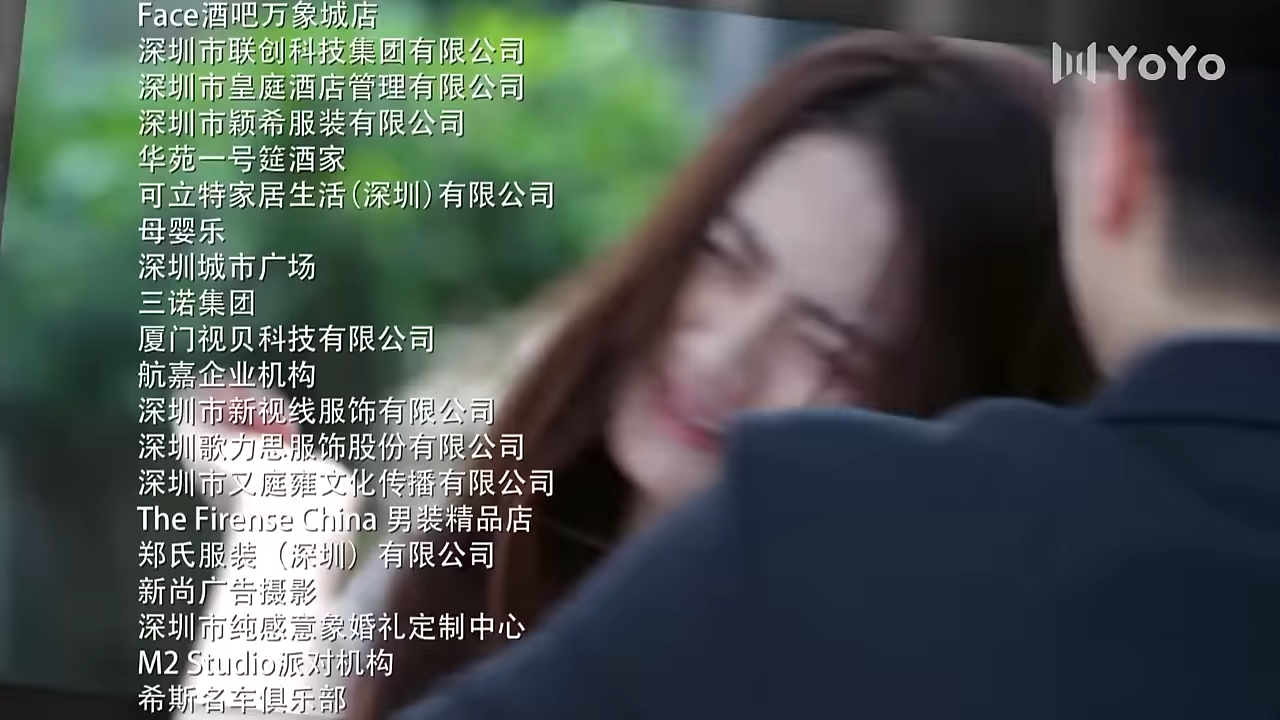 Face酒吧万象城店
YoYo
深圳市联创科技集团有限公司
深圳市皇庭酒店管理有限公司
深圳市颖希服装有限公司
华苑一号筵酒家
可立特家居生活(深圳)有限公司
母婴乐
深圳城市广场
三诺集团
厦门视贝科技有限公司
航嘉企业机构
深圳市新视线服饰有限公司
深圳歌力思服饰股份有限公司
深圳市又庭雍文化传播有限公司
The Firense China 男装精品店
郑氏服装（深圳）有限公司
新尚广告摄影
深圳市纯感意象婚礼定制中心
M2 Studio派对机构
希斯名车俱乐部